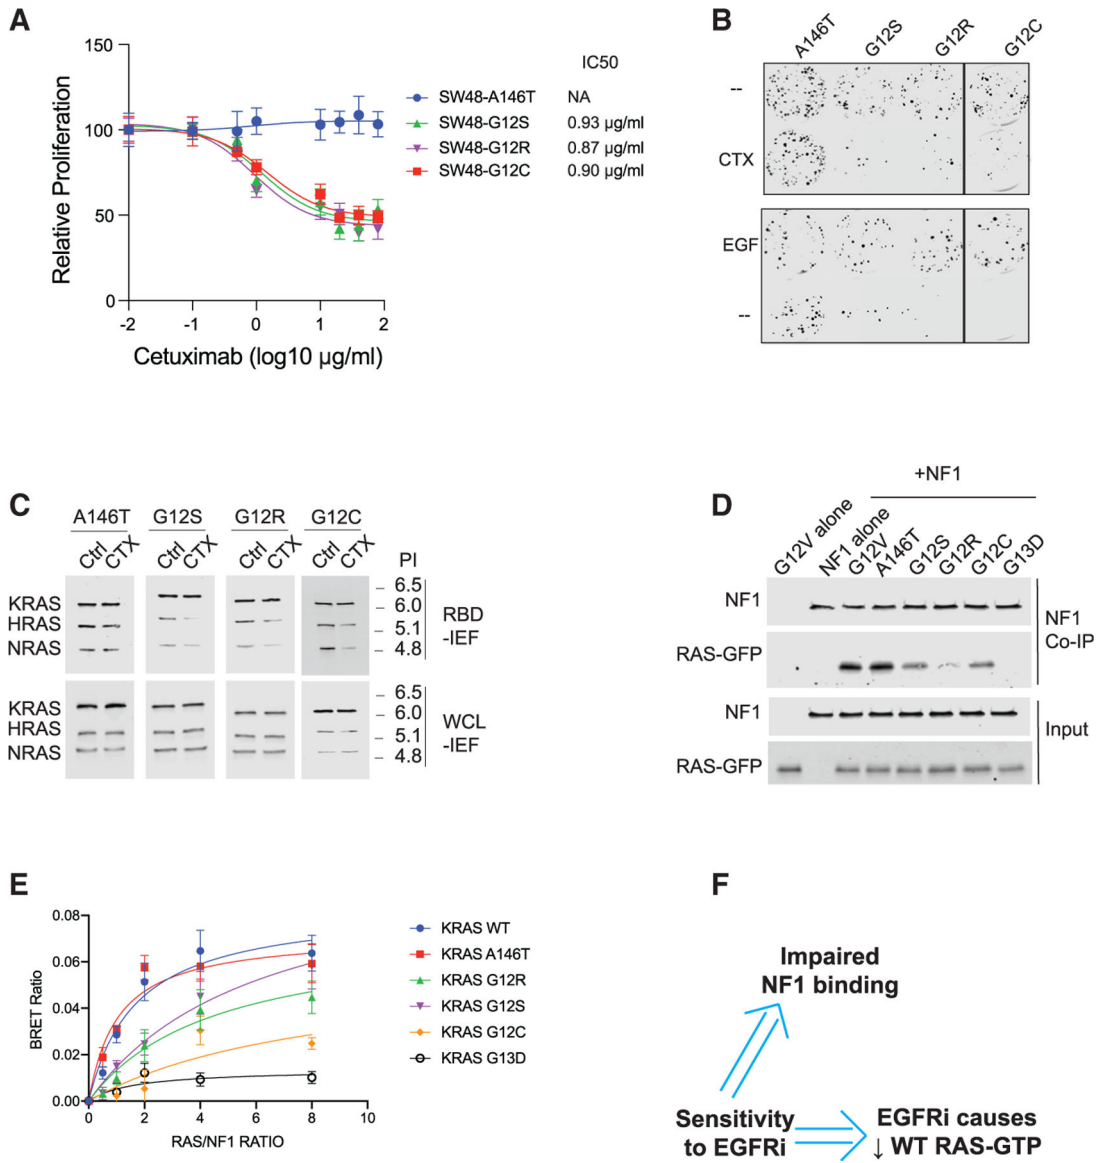 A
150
100
50
0
Relative Proliferation
-2 -1 0 1 2
Cetuximab (log10 µg/ml)
IC50
SW48-A146T NA
SW48-G12S 0.93 µg/ml
SW48-G12R 0.87 µg/ml
SW48-G12C 0.90 µg/ml
B
A146T G12S G12R G12C
--
CTX
EGF
--
C
A146T G12S G12R G12C
Ctrl CTX Ctrl CTX Ctrl CTX Ctrl CTX PI
KRAS
HRAS
NRAS
6.5
6.0
5.1
4.8
RBD
-IEF
KRAS
HRAS
NRAS
6.5
6.0
5.1
4.8
WCL
-IEF
D
+NF1
G12V alone NF1 alone G12V A146T G12S G12R G12C G13D
NF1
RAS-GFP
NF1
Co-IP
NF1
RAS-GFP
Input
E
0.08
0.06
0.04
0.02
0.00
BRET Ratio
0 2 4 6 8 10
RAS/NF1 RATIO
KRAS WT
KRAS A146T
KRAS G12R
KRAS G12S
KRAS G12C
KRAS G13D
F
Impaired
NF1 binding
Sensitivity
to EGFRi
EGFRi causes
↓ WT RAS-GTP